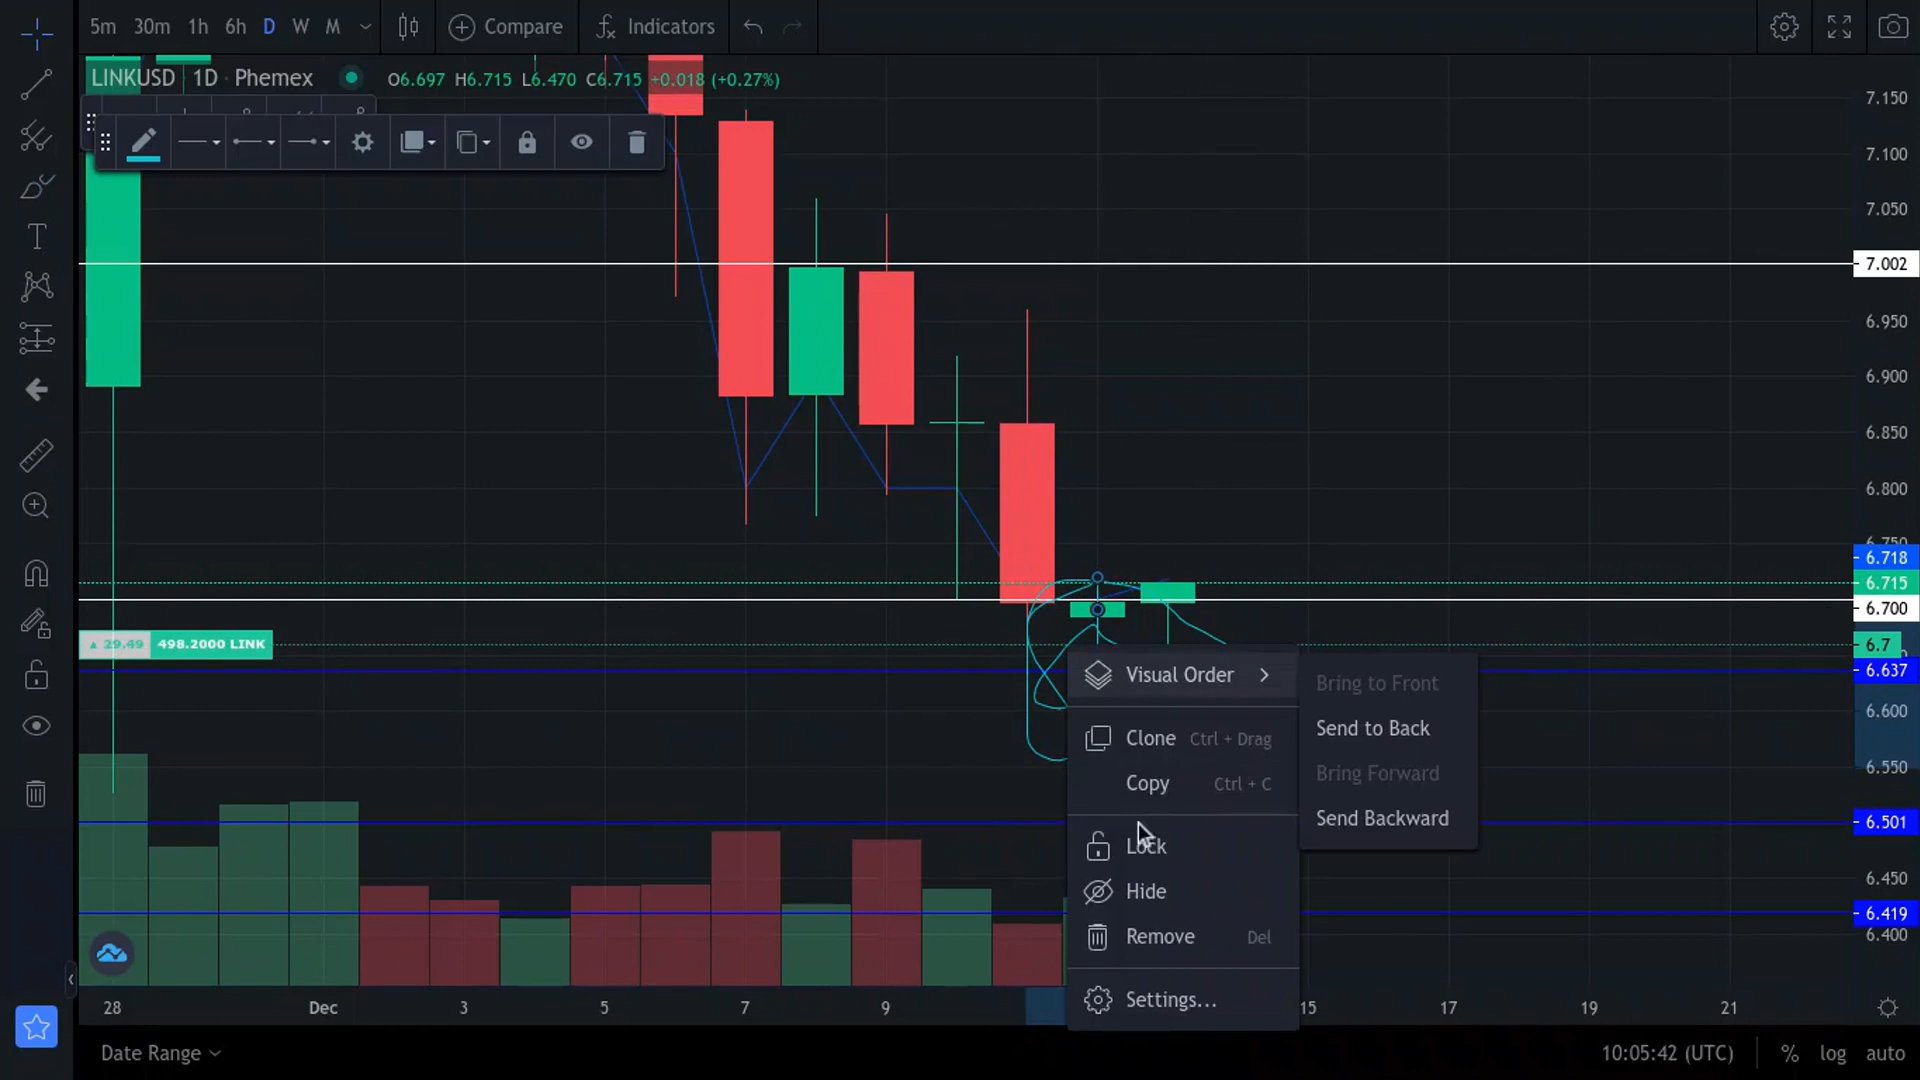 5m 30m 1h 6h D W M Compare Indicators
LINKUSD 1D · Phemex O6.697 H6.715 L6.470 C6.715 +0.018 (+0.27%)
7.150
7.100
7.050
7.002
6.950
6.900
6.850
6.800
6.750
6.718
6.715
6.700
29.49 498.2000 LINK
6.7
6.637
Visual Order
Bring to Front
Send to Back
6.600
Clone Ctrl + Drag
Bring Forward
6.550
Copy Ctrl + C
Send Backward
6.501
Lock
6.450
Hide
6.419
Remove Del
6.400
Settings...
28 Dec 3 5 7 9 15 17 19 21
Date Range
10:05:42 (UTC) % log auto